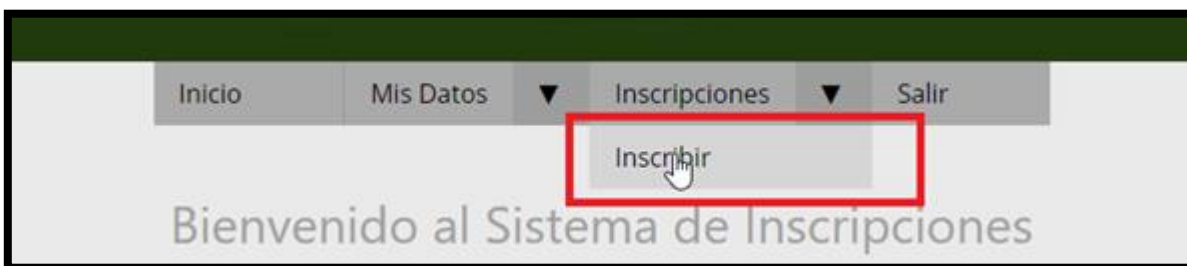 Inicio Mis Datos ▼ Inscripciones ▼ Salir
Inscribir
Bienvenido al Sistema de Inscripciones